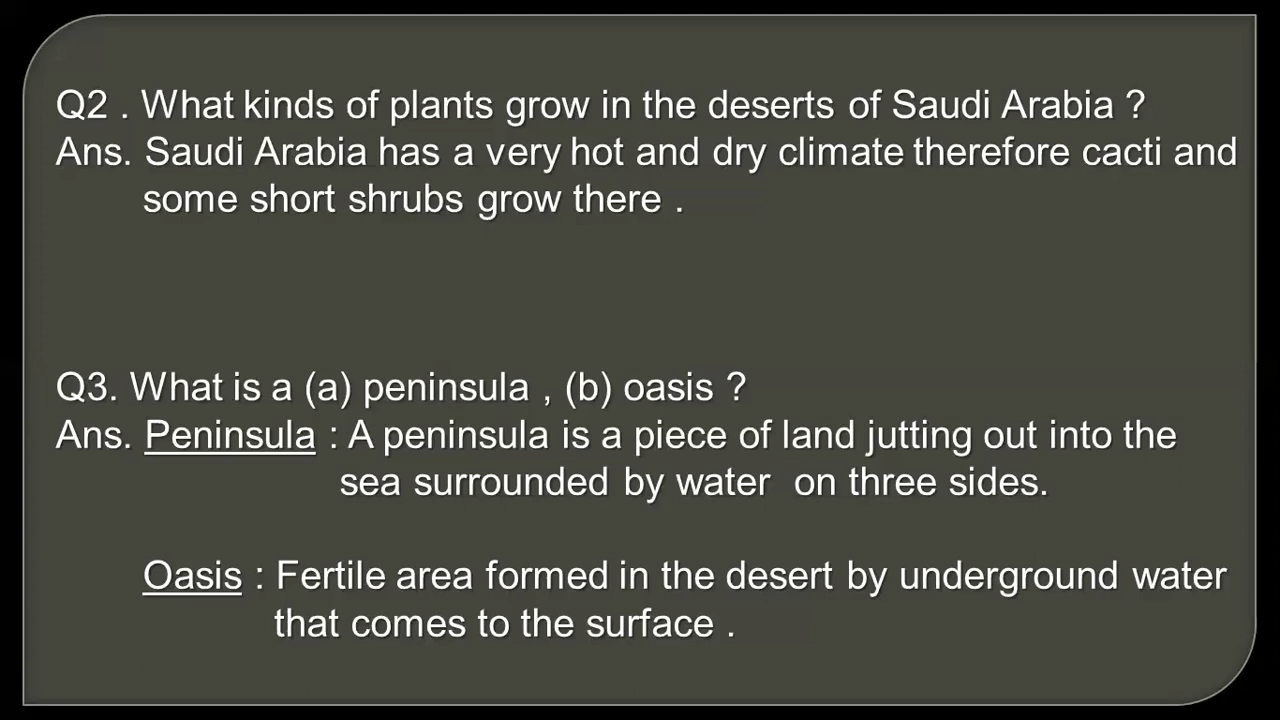 Q2 . What kinds of plants grow in the deserts of Saudi Arabia ?
Ans. Saudi Arabia has a very hot and dry climate therefore cacti and
some short shrubs grow there .
Q3. What is a (a) peninsula , (b) oasis ?
Ans. Peninsula : A peninsula is a piece of land jutting out into the
sea surrounded by water  on three sides.
Oasis : Fertile area formed in the desert by underground water
that comes to the surface .